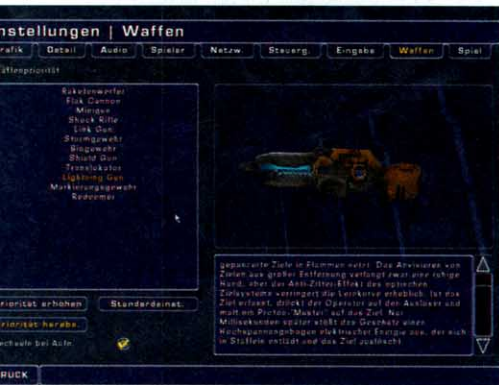 nstellungen | Waffen
rafik Detail Audio Spieler Netzw. Steuerg. Eingabe Waffen Spiel
affenpriorität
Raketenwerfer
Flak Cannon
Minigun
Shock Rifle
Link Gun
Sturmgewehr
Biogewehr
Shield Gun
Translokator
Lightning Gun
Markierungsgewehr
Redeemer
gepanzerte Ziele in Flammen setzt. Das Anvisieren von
Zielen aus großer Entfernung verlangt zwar eine ruhige
Hand, aber der Anti-Zitter-Effekt des optischen
Zielsystems verringert die Lernkurve erheblich. Ist das
Ziel erfasst, drückt der Operator auf den Auslöser und
malt ein Proton-'Muster' auf das Ziel. Nur
Millisekunden später stößt das Geschütz einen
Hochspannungsbogen elektrischer Energie aus, der sich
in Stafleln entlädt und das Ziel auslöscht.
riorität erhöhen Standardeinst.
riorität herabs.
echseln bei Aufn.
RÜCK